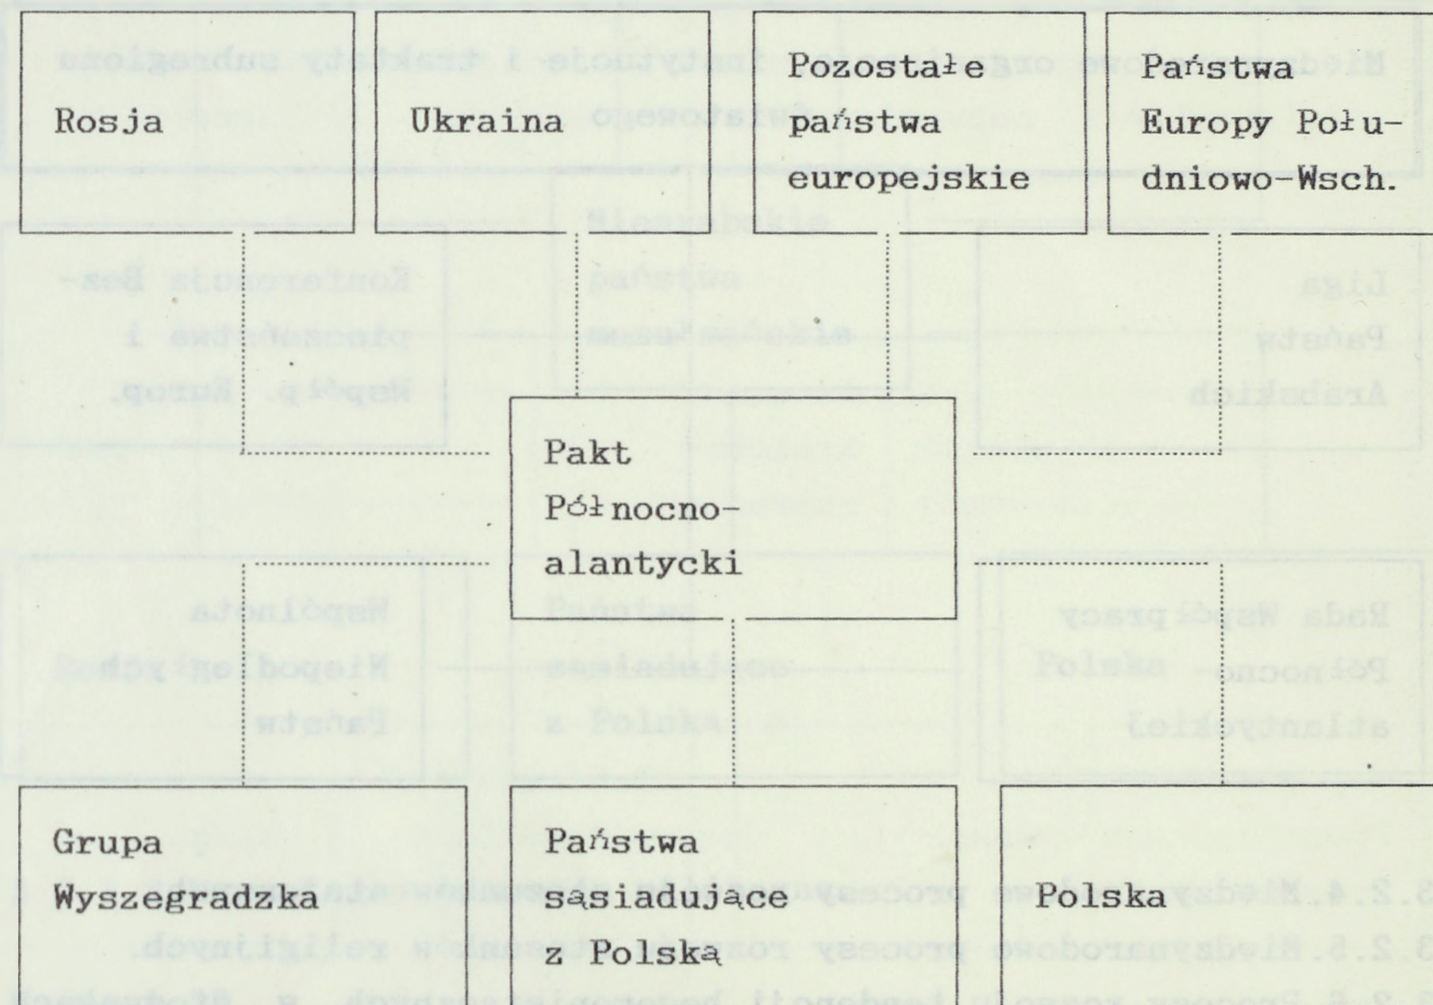 Rosja
Ukraina
Pozostałe
państwa
europejskie
Państwa
Europy Połu-
dniowo-Wsch.
Pakt
Północno-
alantycki
Grupa
Wyszegradzka
Państwa
sąsiadujące
z Polską
Polska